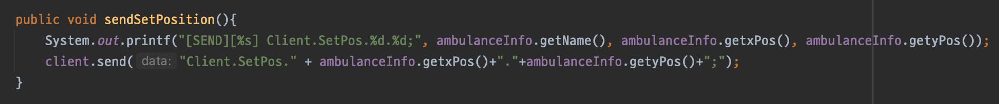 public void sendSetPosition(){
System.out.printf("[SEND][%s] Client.SetPos.%d.%d;", ambulanceInfo.getName(), ambulanceInfo.getxPos(), ambulanceInfo.getyPos());
client.send( data: "Client.SetPos." + ambulanceInfo.getxPos()+"."+ambulanceInfo.getyPos()+";");
}